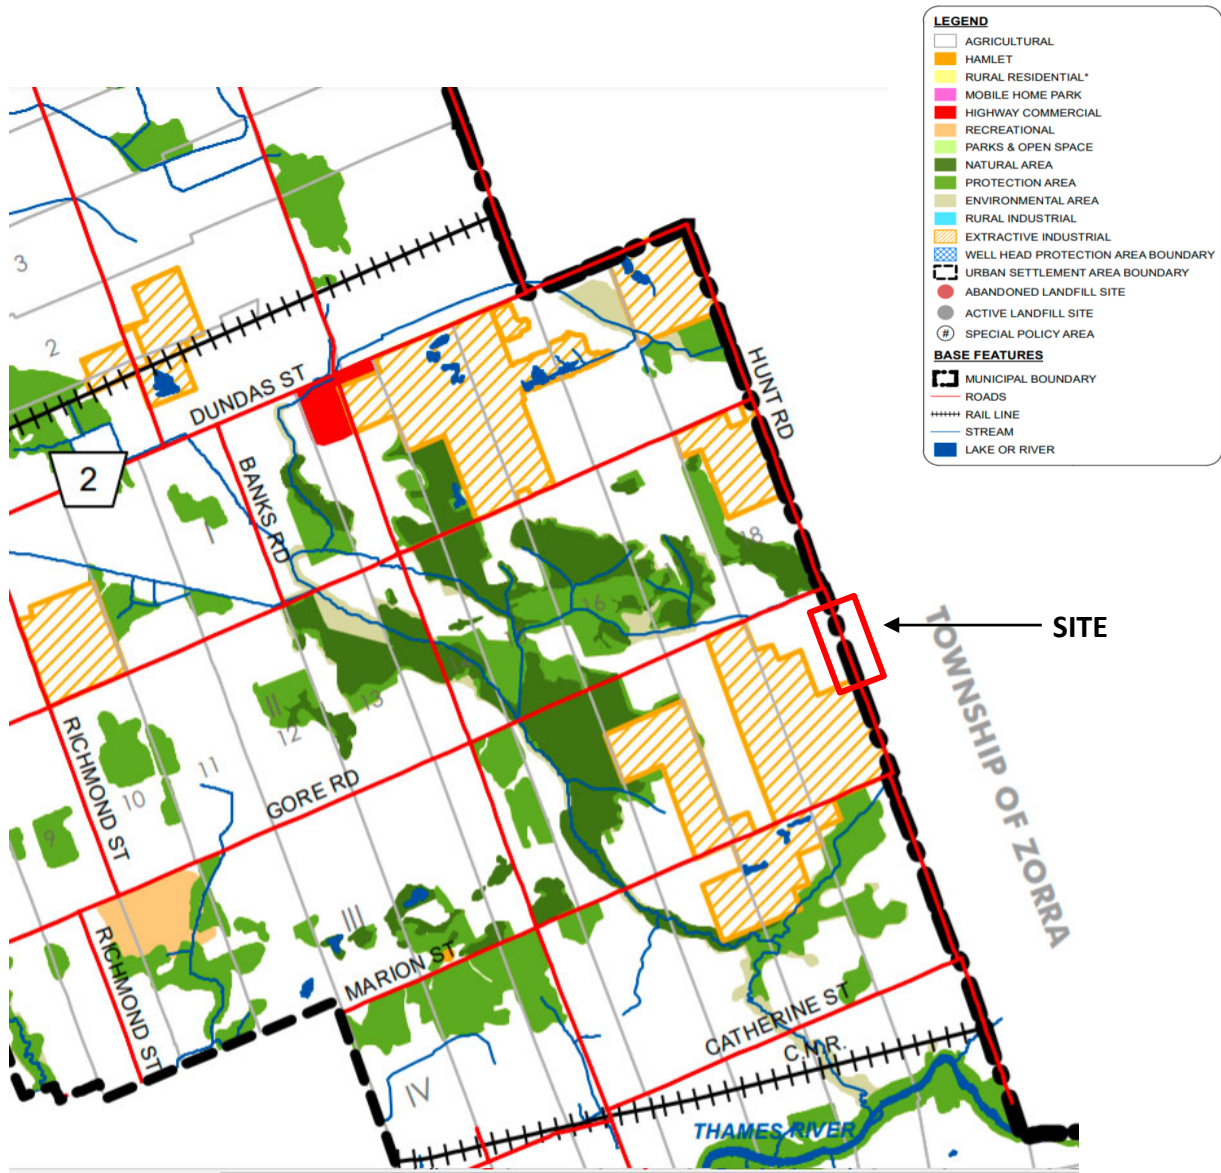 LEGEND
AGRICULTURAL
HAMLET
RURAL RESIDENTIAL*
MOBILE HOME PARK
HIGHWAY COMMERCIAL
RECREATIONAL
PARKS & OPEN SPACE
NATURAL AREA
PROTECTION AREA
ENVIRONMENTAL AREA
RURAL INDUSTRIAL
EXTRACTIVE INDUSTRIAL
WELL HEAD PROTECTION AREA BOUNDARY
URBAN SETTLEMENT AREA BOUNDARY
ABANDONED LANDFILL SITE
ACTIVE LANDFILL SITE
# SPECIAL POLICY AREA
BASE FEATURES
MUNICIPAL BOUNDARY
ROADS
RAIL LINE
STREAM
LAKE OR RIVER
3
2
DUNDAS ST
HUNT RD
2
BANKS RD
I
18
16
SITE
TOWNSHIP OF ZORRA
II
13
12
11
10
9
RICHMOND ST
GORE RD
III
RICHMOND ST
MARION ST
CATHERINE ST
C.N.R.
IV
THAMES RIVER